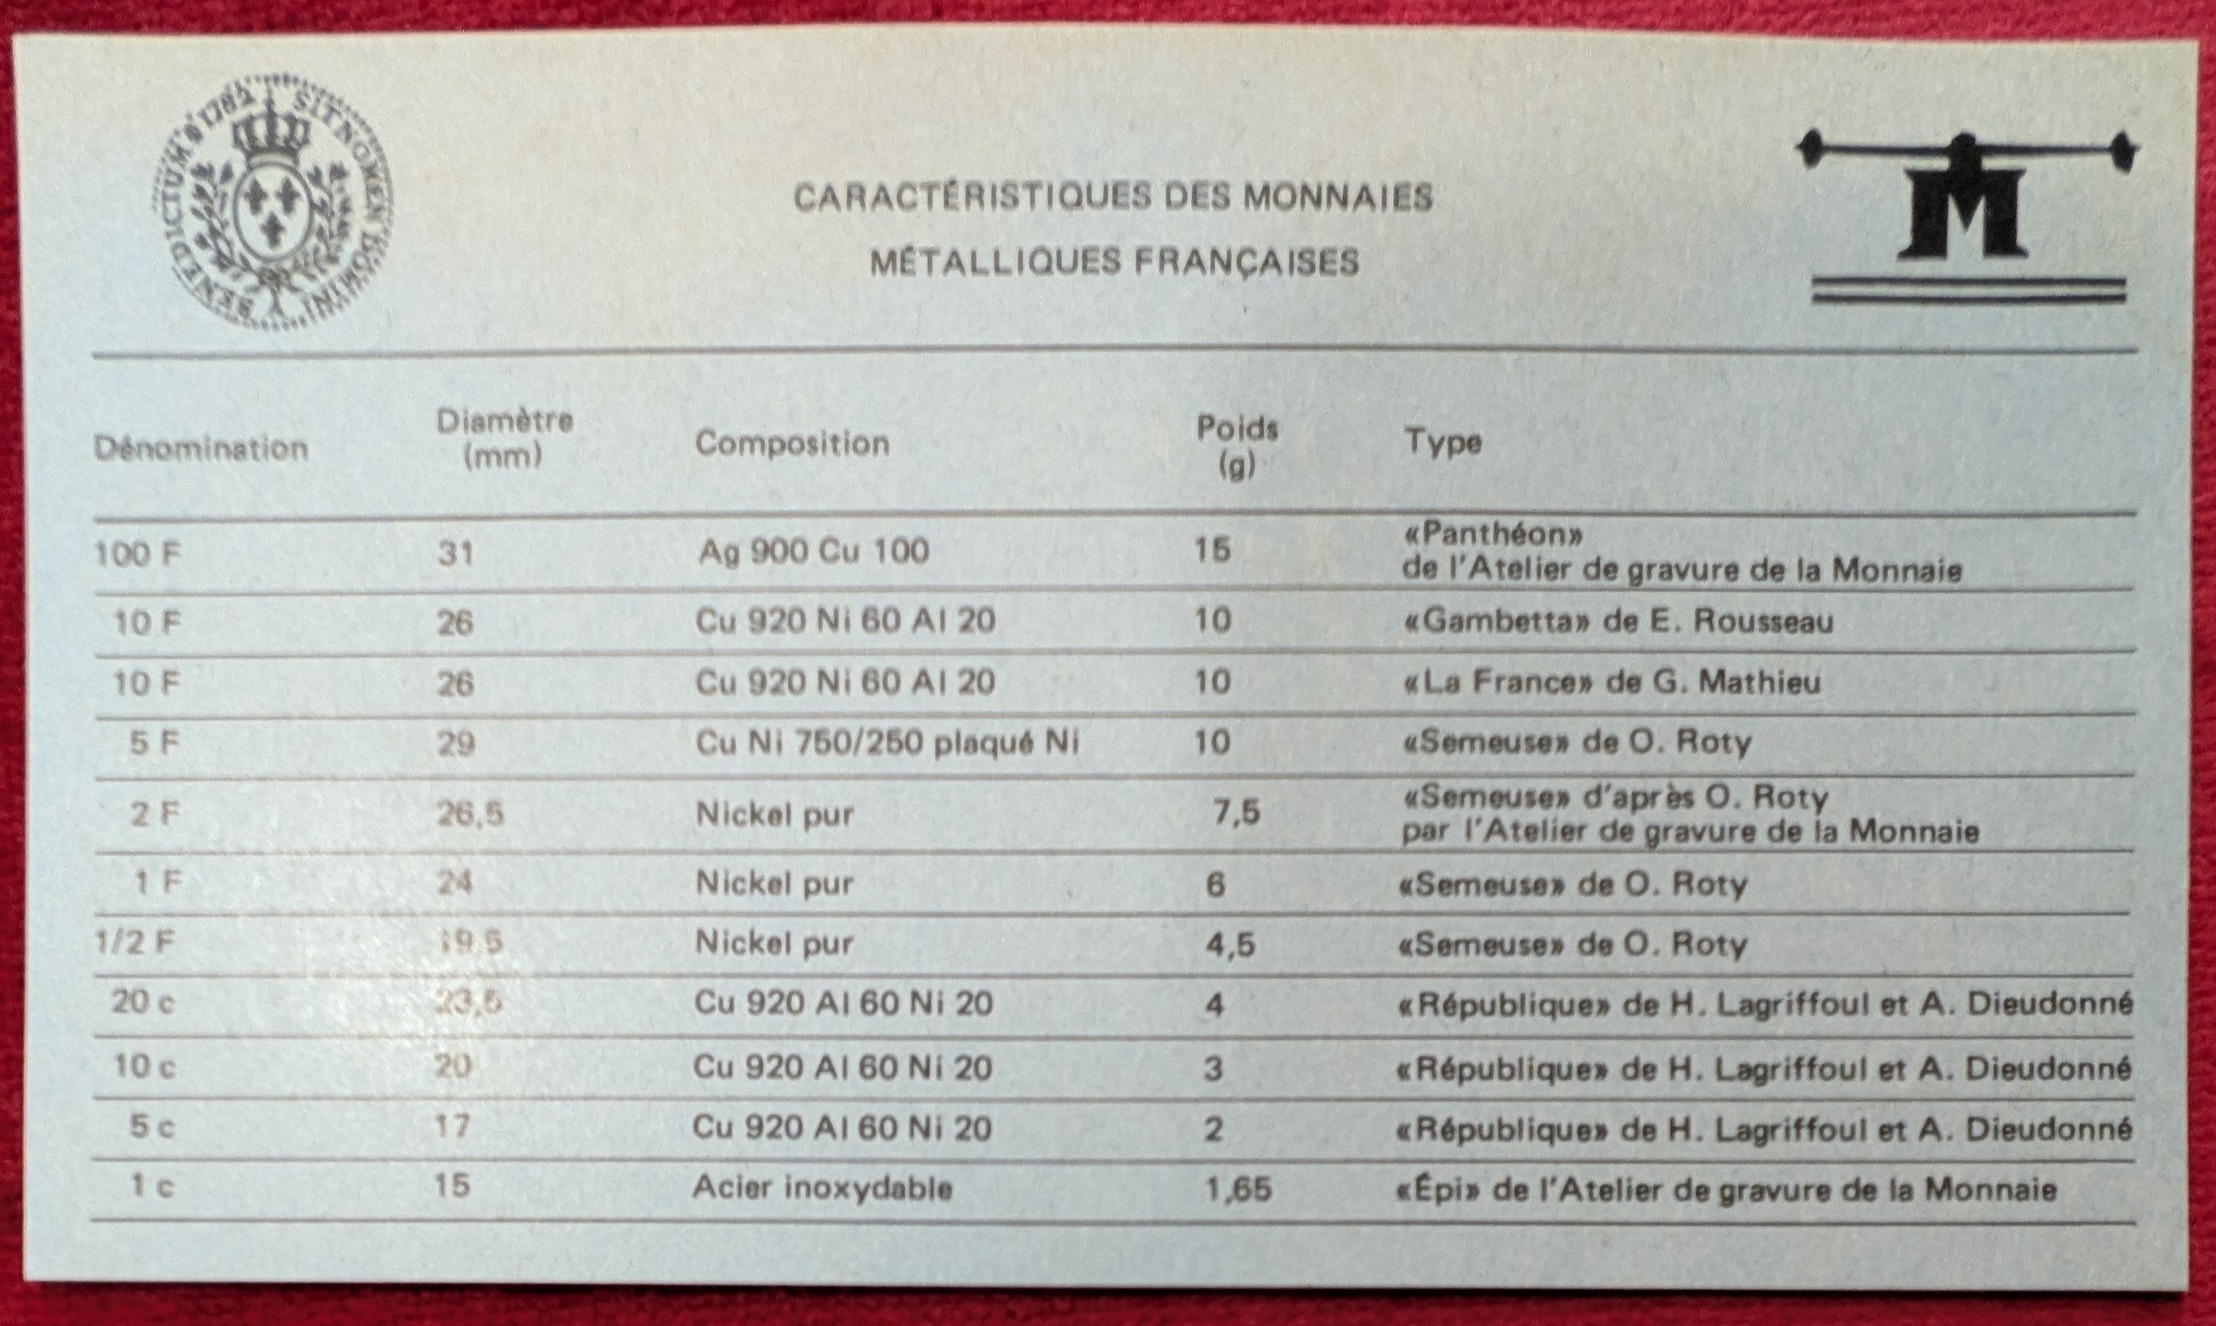 BENEDICTUM 1782 SIT NOMEN DOMINI
M
CARACTÉRISTIQUES DES MONNAIES
MÉTALLIQUES FRANÇAISES
Dénomination Diamètre (mm) Composition Poids (g) Type
100 F 31 Ag 900 Cu 100 15 «Panthéon»
de l'Atelier de gravure de la Monnaie
10 F 26 Cu 920 Ni 60 Al 20 10 «Gambetta» de E. Rousseau
10 F 26 Cu 920 Ni 60 Al 20 10 «La France» de G. Mathieu
5 F 29 Cu Ni 750/250 plaqué Ni 10 «Semeuse» de O. Roty
2 F 26,5 Nickel pur 7,5 «Semeuse» d'après O. Roty
par l'Atelier de gravure de la Monnaie
1 F 24 Nickel pur 6 «Semeuse» de O. Roty
1/2 F 19,5 Nickel pur 4,5 «Semeuse» de O. Roty
20 c 23,5 Cu 920 Al 60 Ni 20 4 «République» de H. Lagriffoul et A. Dieudonné
10 c 20 Cu 920 Al 60 Ni 20 3 «République» de H. Lagriffoul et A. Dieudonné
5 c 17 Cu 920 Al 60 Ni 20 2 «République» de H. Lagriffoul et A. Dieudonné
1 c 15 Acier inoxydable 1,65 «Épi» de l'Atelier de gravure de la Monnaie